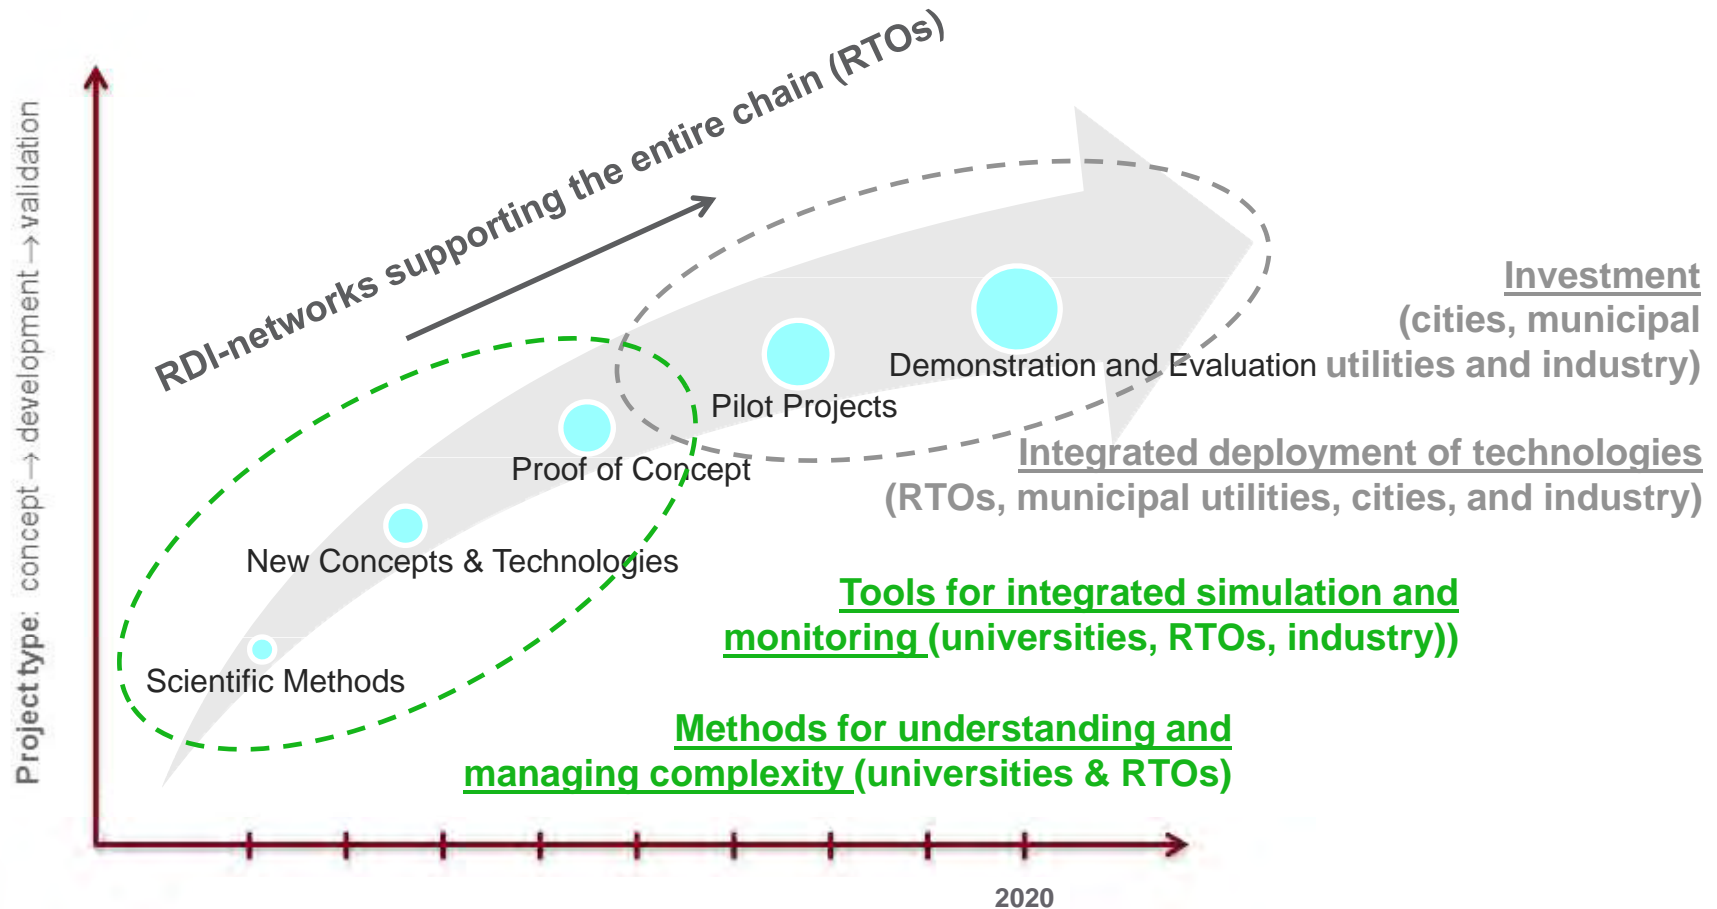 RDI-networks supporting the entire chain (RTOs)
Project type: concept → development → validation
Investment
(cities, municipal
utilities and industry)
Demonstration and Evaluation
Pilot Projects
Integrated deployment of technologies
(RTOs, municipal utilities, cities, and industry)
Proof of Concept
New Concepts & Technologies
Tools for integrated simulation and
monitoring (universities, RTOs, industry))
Scientific Methods
Methods for understanding and
managing complexity (universities & RTOs)
2020